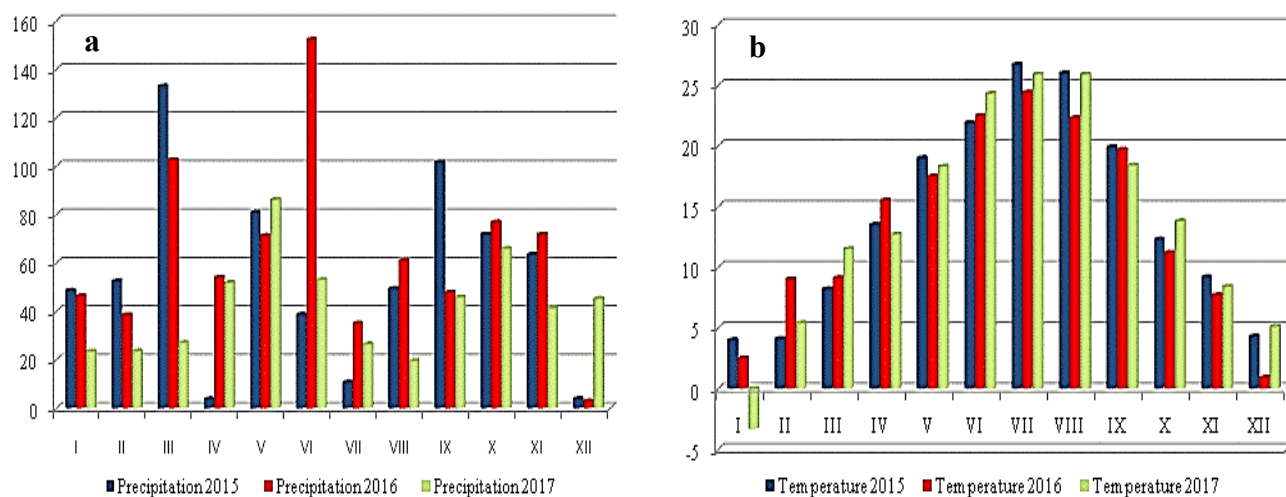 a
160
140
120
100
80
60
40
20
0
I II III IV V VI VII VIII IX X XI XII
Precipitation 2015 Precipitation 2016 Precipitation 2017
b
30
25
20
15
10
5
0
-5
I II III IV V VI VII VIII IX X XI XII
Temperature 2015 Temperature 2016 Temperature 2017